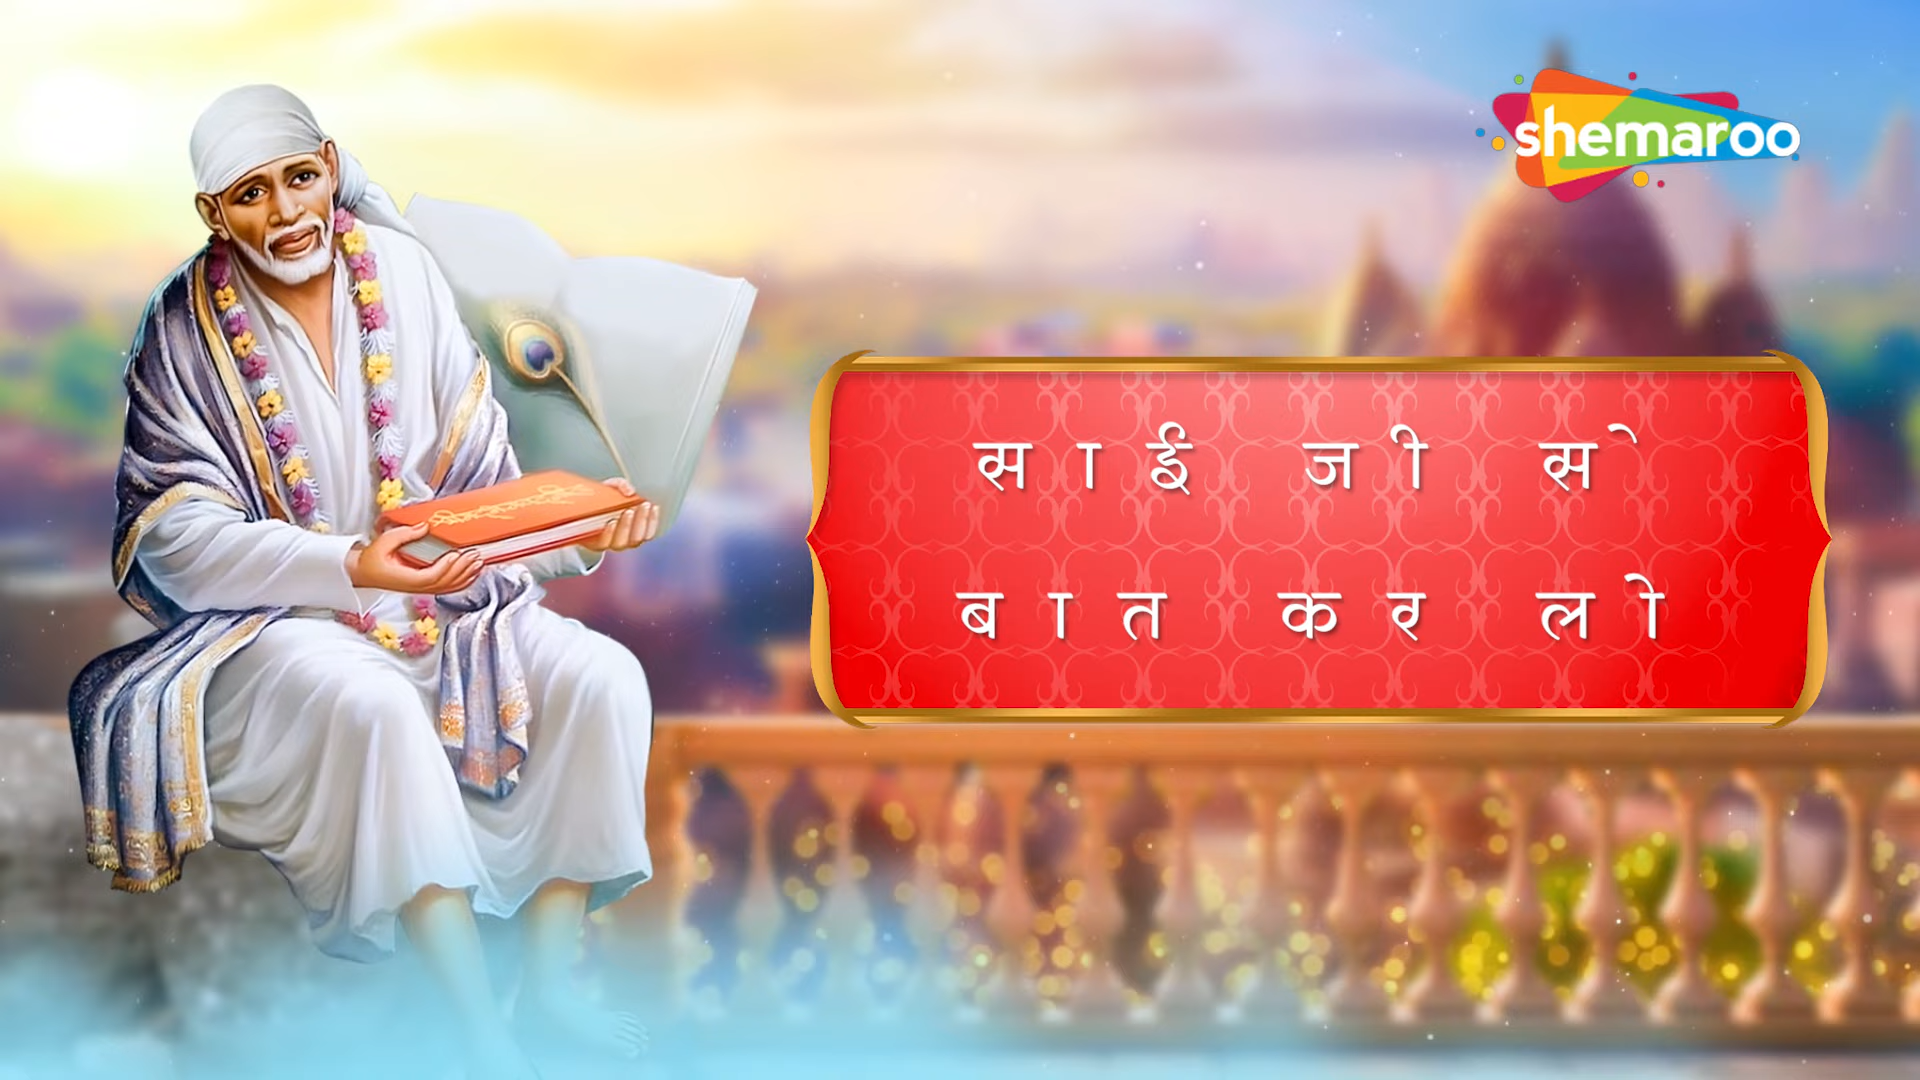 shemaroo
साई जी से
बात कर लो